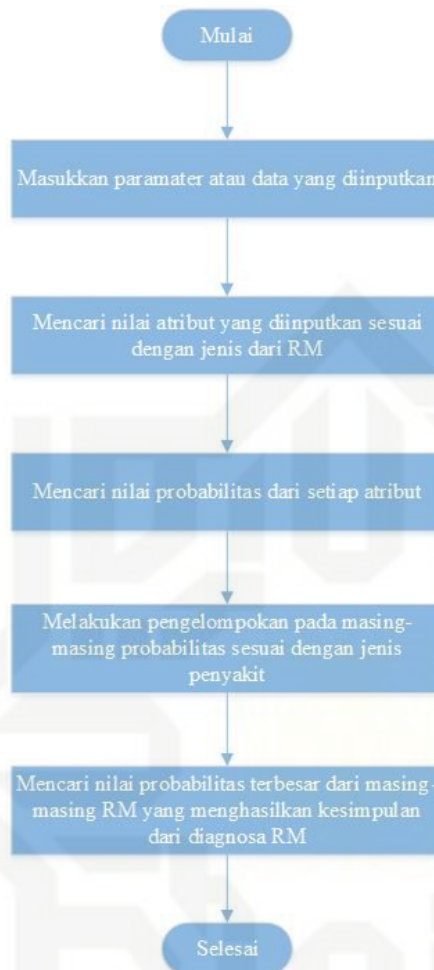 Mulai
Masukkan paramater atau data yang diinputkan
Mencari nilai atribut yang diinputkan sesuai
dengan jenis dari RM
Mencari nilai probabilitas dari setiap atribut
Melakukan pengelompokan pada masing-
masing probabilitas sesuai dengan jenis
penyakit
Mencari nilai probabilitas terbesar dari masing-
masing RM yang menghasilkan kesimpulan
dari diagnosa RM
Selesai